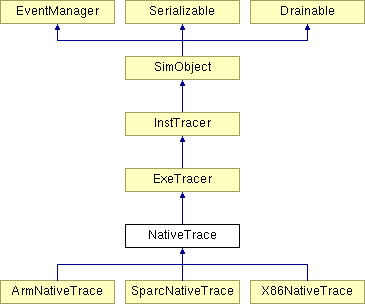 EventManager Serializable Drainable
SimObject
InstTracer
ExeTracer
NativeTrace
ArmNativeTrace SparcNativeTrace X86NativeTrace